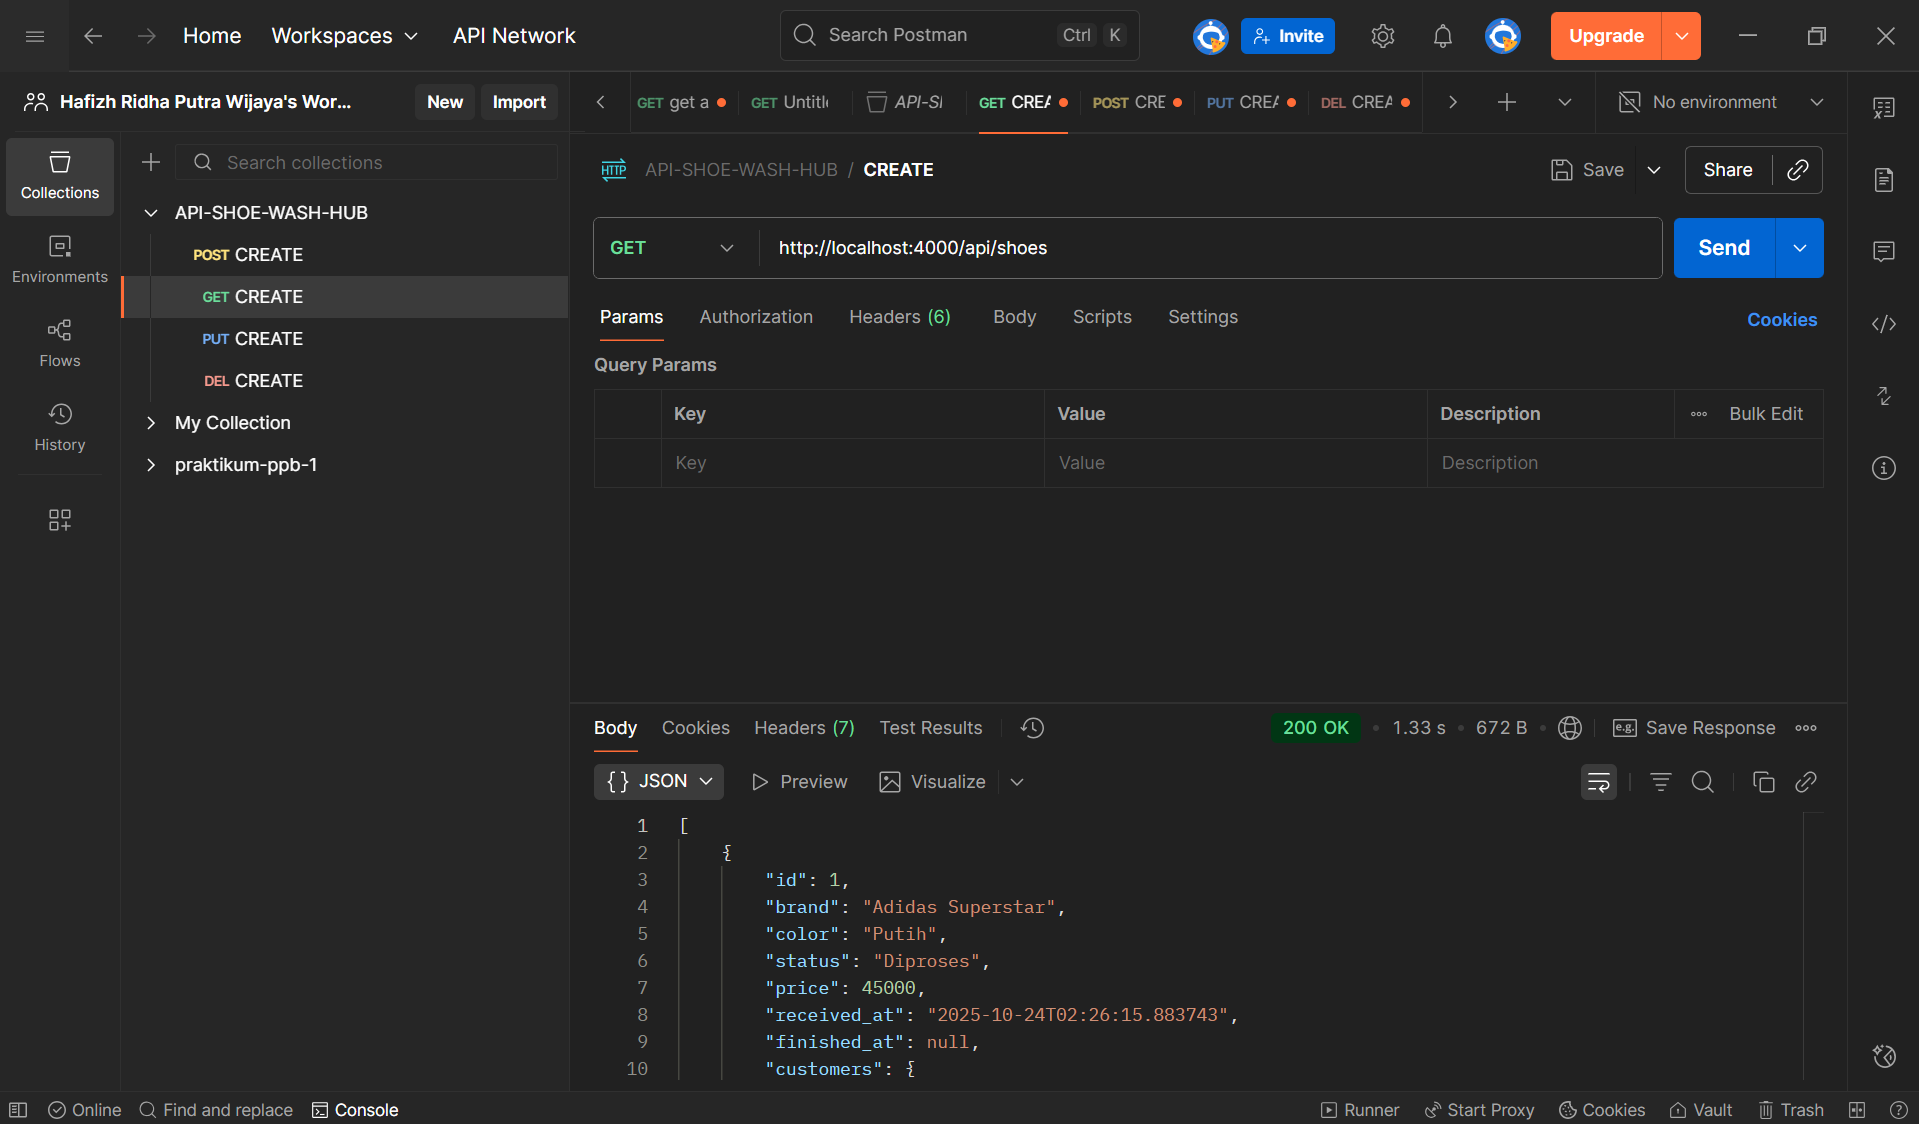 Home Workspaces API Network Search Postman Ctrl K Invite Upgrade
Hafizh Ridha Putra Wijaya's Wor... New Import
GET get a GET Untitl API-S GET CREA POST CRE PUT CREA DEL CREA No environment
Collections
Environments
Flows
History
Search collections
API-SHOE-WASH-HUB
POST CREATE
GET CREATE
PUT CREATE
DEL CREATE
My Collection
praktikum-ppb-1
HTTP API-SHOE-WASH-HUB / CREATE Save Share
GET http://localhost:4000/api/shoes Send
Params Authorization Headers (6) Body Scripts Settings Cookies
Query Params
Key Value Description Bulk Edit
Key Value Description
Body Cookies Headers (7) Test Results 200 OK • 1.33 s • 672 B • e.g. Save Response
{} JSON Preview Visualize
1 [
2 {
3 "id": 1,
4 "brand": "Adidas Superstar",
5 "color": "Putih",
6 "status": "Diproses",
7 "price": 45000,
8 "received_at": "2025-10-24T02:26:15.883743",
9 "finished_at": null,
10 "customers": {
Online Find and replace Console Runner Start Proxy Cookies Vault Trash